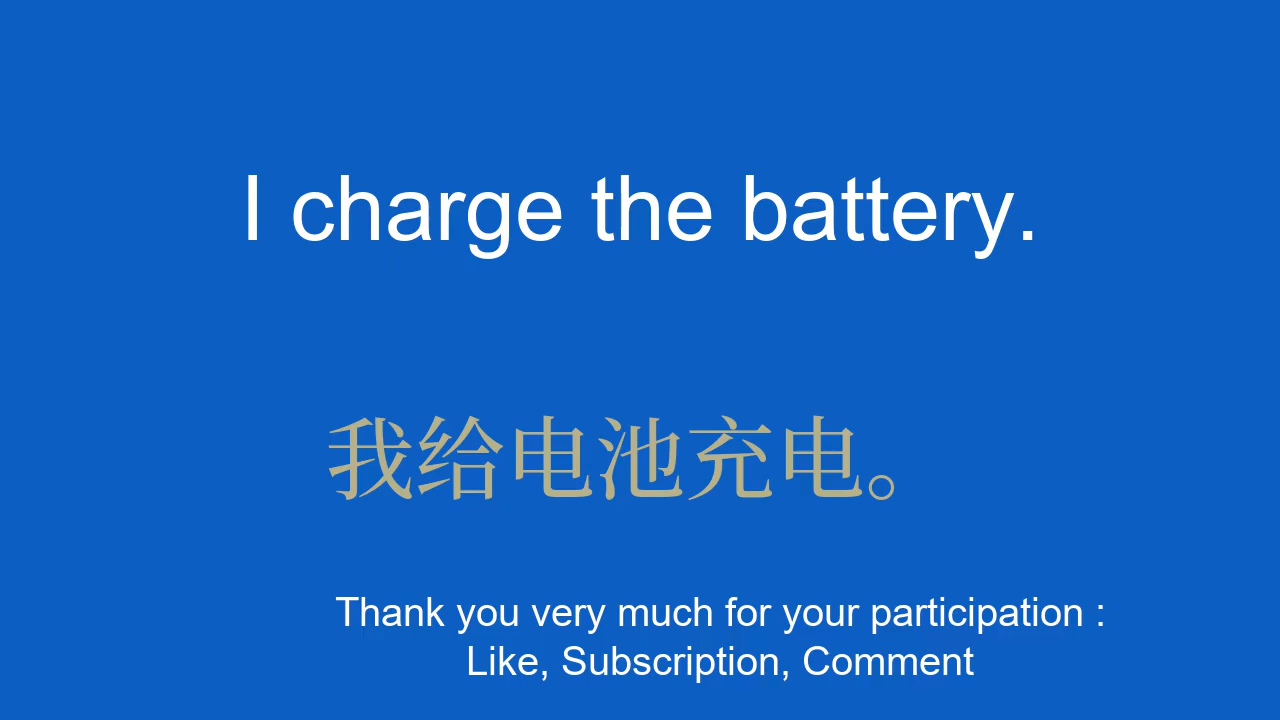 I charge the battery.
我给电池充电。
Thank you very much for your participation :
Like, Subscription, Comment